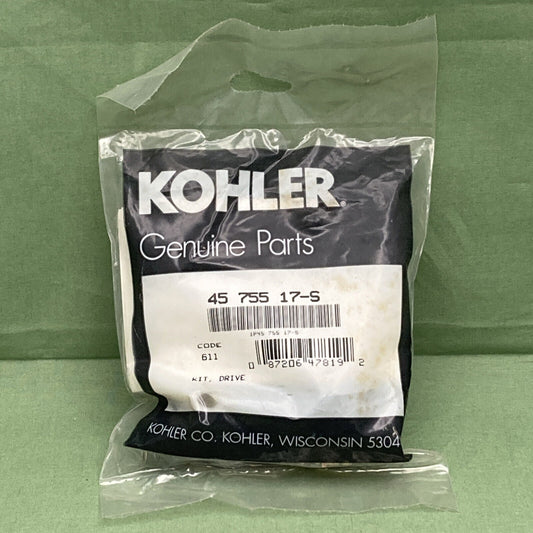 KOHLER®
Genuine Parts
45 755 17-S
1P45 755 17-S
CODE
611
0 87206 47819 2
KIT, DRIVE
KOHLER CO. KOHLER, WISCONSIN 5304